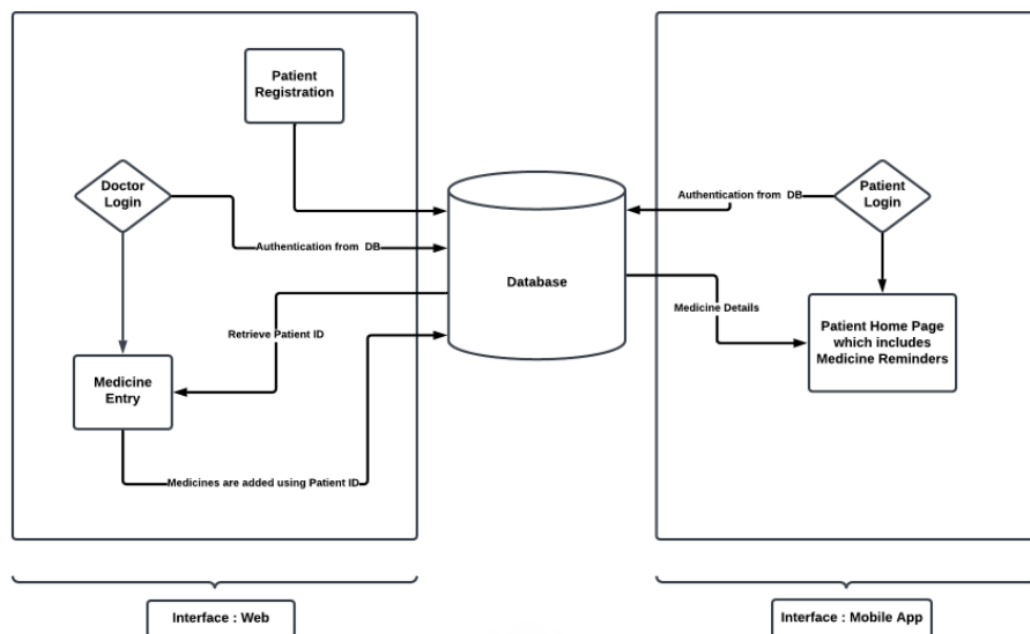 Patient
Registration
Doctor
Login
Authentication from  DB
Retrieve Patient ID
Medicine
Entry
Medicines are added using Patient ID
Database
Authentication from  DB
Patient
Login
Medicine Details
Patient Home Page
which includes
Medicine Reminders
Interface : Web
Interface : Mobile App